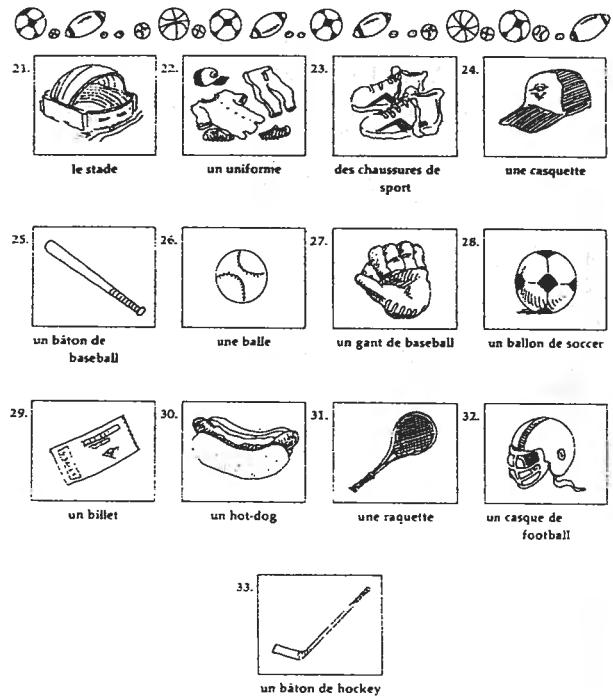 21. 22. 23. 24.
le stade un uniforme des chaussures de sport une casquette
25. 26. 27. 28.
un bâton de baseball une balle un gant de baseball un ballon de soccer
29. 30. 31. 32.
un billet un hot-dog une raquette un casque de football
33.
un bâton de hockey